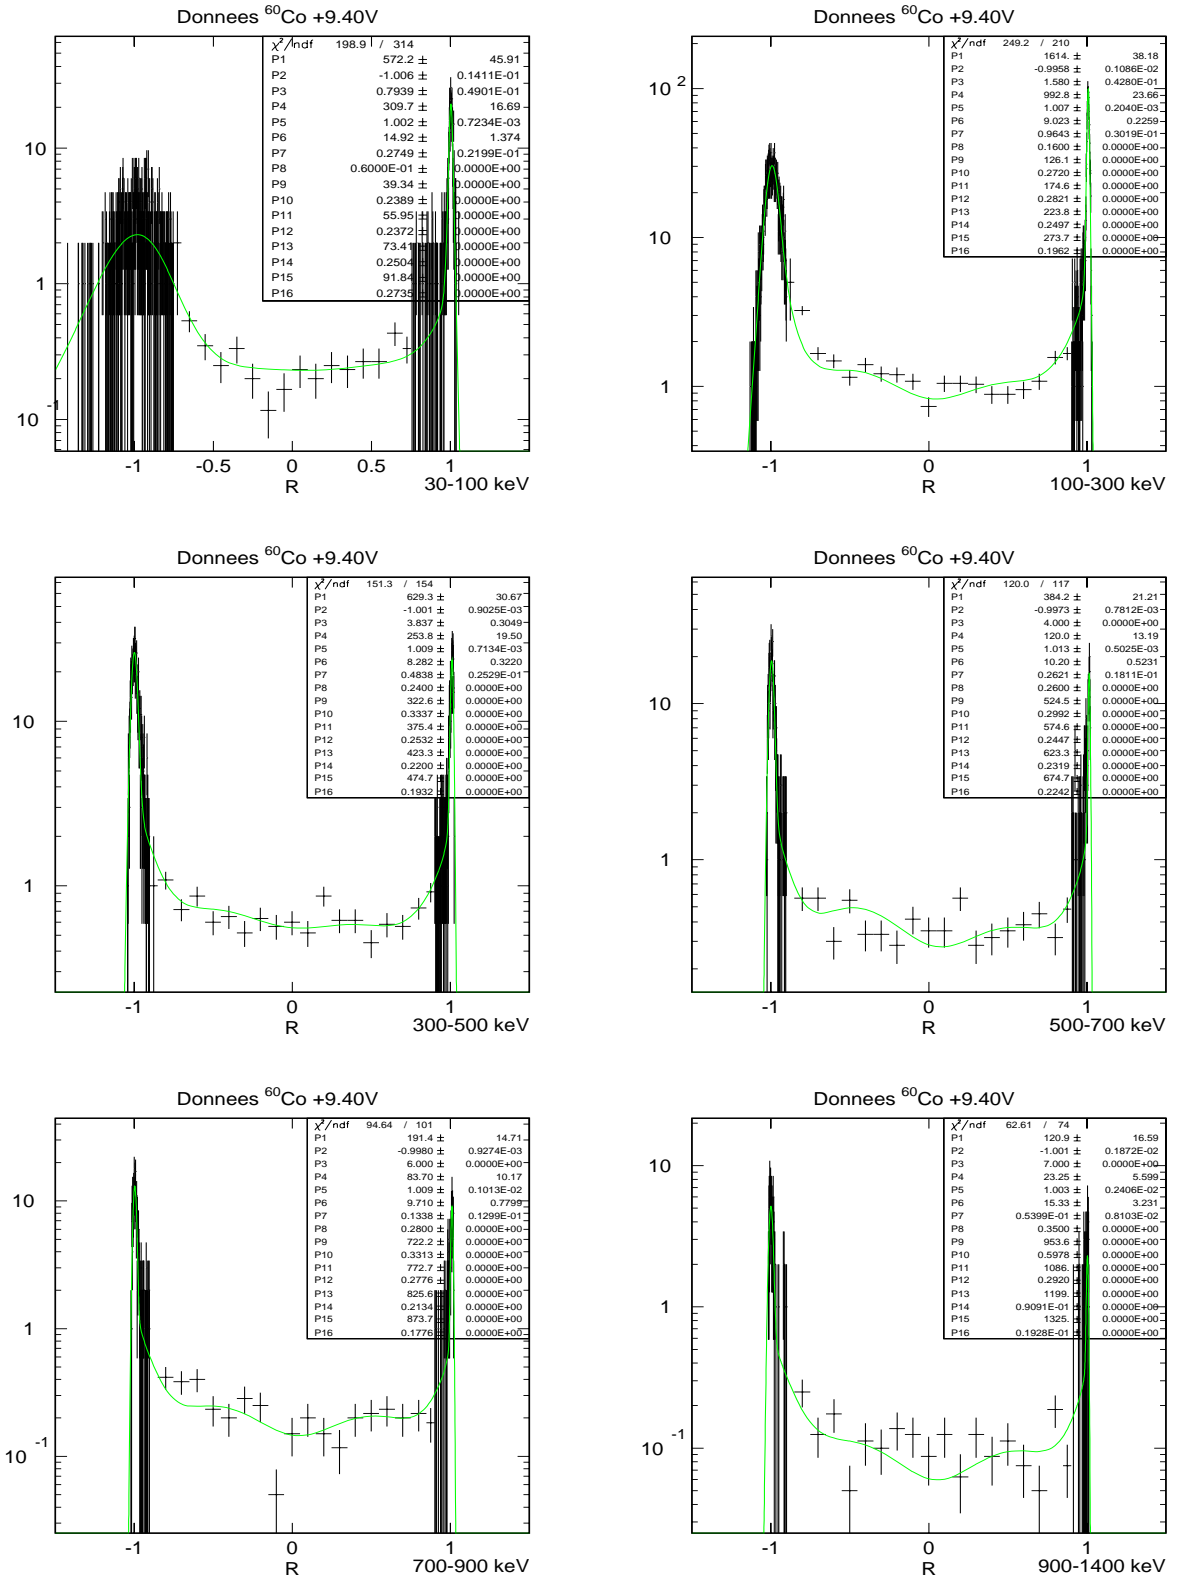 Donnees ⁶⁰Co +9.40V
χ²/ndf 198.9 / 314
P1 572.2 ± 45.91
P2 -1.006 ± 0.1411E-01
P3 0.7939 ± 0.4901E-01
P4 309.7 ± 16.69
P5 1.002 ± 0.7234E-03
P6 14.92 ± 1.374
P7 0.2749 ± 0.2199E-01
P8 0.6000E-01 ± 0.0000E+00
P9 39.34 ± 0.0000E+00
P10 0.2389 ± 0.0000E+00
P11 55.95 ± 0.0000E+00
P12 0.2372 ± 0.0000E+00
P13 73.41 ± 0.0000E+00
P14 0.2504 ± 0.0000E+00
P15 91.84 ± 0.0000E+00
P16 0.2735 ± 0.0000E+00
10
1
10⁻¹
-1 -0.5 0 0.5 1
R
30-100 keV
Donnees ⁶⁰Co +9.40V
χ²/ndf 249.2 / 210
P1 1614. ± 38.18
P2 -0.9958 ± 0.1086E-02
P3 1.580 ± 0.4280E-01
P4 992.8 ± 23.66
P5 1.007 ± 0.2040E-03
P6 9.023 ± 0.2259
P7 0.9643 ± 0.3019E-01
P8 0.1600 ± 0.0000E+00
P9 126.1 ± 0.0000E+00
P10 0.2720 ± 0.0000E+00
P11 174.6 ± 0.0000E+00
P12 0.2821 ± 0.0000E+00
P13 223.8 ± 0.0000E+00
P14 0.2497 ± 0.0000E+00
P15 273.7 ± 0.0000E+00
P16 0.1962 ± 0.0000E+00
10²
10
1
-1 0 1
R
100-300 keV
Donnees ⁶⁰Co +9.40V
χ²/ndf 151.3 / 154
P1 629.3 ± 30.67
P2 -1.001 ± 0.9025E-03
P3 3.837 ± 0.3049
P4 253.8 ± 19.50
P5 1.009 ± 0.7134E-03
P6 8.282 ± 0.3220
P7 0.4838 ± 0.2529E-01
P8 0.2400 ± 0.0000E+00
P9 322.6 ± 0.0000E+00
P10 0.3337 ± 0.0000E+00
P11 375.4 ± 0.0000E+00
P12 0.2532 ± 0.0000E+00
P13 423.3 ± 0.0000E+00
P14 0.2200 ± 0.0000E+00
P15 474.7 ± 0.0000E+00
P16 0.1932 ± 0.0000E+00
10
1
-1 0 1
R
300-500 keV
Donnees ⁶⁰Co +9.40V
χ²/ndf 120.0 / 117
P1 384.2 ± 21.21
P2 -0.9973 ± 0.7812E-03
P3 4.000 ± 0.0000E+00
P4 120.0 ± 13.19
P5 1.013 ± 0.5025E-03
P6 10.20 ± 0.5231
P7 0.2621 ± 0.1811E-01
P8 0.2600 ± 0.0000E+00
P9 524.5 ± 0.0000E+00
P10 0.2992 ± 0.0000E+00
P11 574.6 ± 0.0000E+00
P12 0.2447 ± 0.0000E+00
P13 623.3 ± 0.0000E+00
P14 0.2319 ± 0.0000E+00
P15 674.7 ± 0.0000E+00
P16 0.2242 ± 0.0000E+00
10
1
-1 0 1
R
500-700 keV
Donnees ⁶⁰Co +9.40V
χ²/ndf 94.64 / 101
P1 191.4 ± 14.71
P2 -0.9980 ± 0.9274E-03
P3 6.000 ± 0.0000E+00
P4 83.70 ± 10.17
P5 1.009 ± 0.1013E-02
P6 9.710 ± 0.7799
P7 0.1338 ± 0.1299E-01
P8 0.2800 ± 0.0000E+00
P9 722.2 ± 0.0000E+00
P10 0.3313 ± 0.0000E+00
P11 772.7 ± 0.0000E+00
P12 0.2776 ± 0.0000E+00
P13 825.6 ± 0.0000E+00
P14 0.2134 ± 0.0000E+00
P15 873.7 ± 0.0000E+00
P16 0.1776 ± 0.0000E+00
10
1
10⁻¹
-1 0 1
R
700-900 keV
Donnees ⁶⁰Co +9.40V
χ²/ndf 62.61 / 74
P1 120.9 ± 16.59
P2 -1.001 ± 0.1872E-02
P3 7.000 ± 0.0000E+00
P4 23.25 ± 5.599
P5 1.003 ± 0.2406E-02
P6 15.33 ± 3.231
P7 0.5399E-01 ± 0.8103E-02
P8 0.3500 ± 0.0000E+00
P9 953.6 ± 0.0000E+00
P10 0.5978 ± 0.0000E+00
P11 1086. ± 0.0000E+00
P12 0.2920 ± 0.0000E+00
P13 1199. ± 0.0000E+00
P14 0.9091E-01 ± 0.0000E+00
P15 1325. ± 0.0000E+00
P16 0.1928E-01 ± 0.0000E+00
10
1
10⁻¹
-1 0 1
R
900-1400 keV